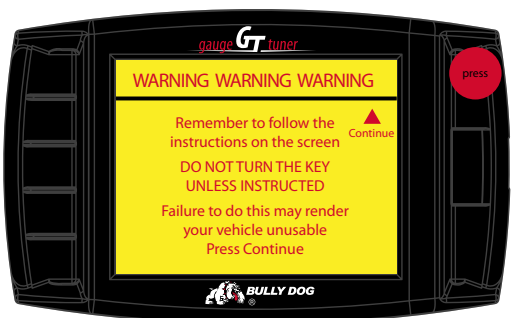 gauge GT tuner
WARNING WARNING WARNING
press
Remember to follow the
instructions on the screen
Continue
DO NOT TURN THE KEY
UNLESS INSTRUCTED
Failure to do this may render
your vehicle unusable
Press Continue
BULLY DOG
®